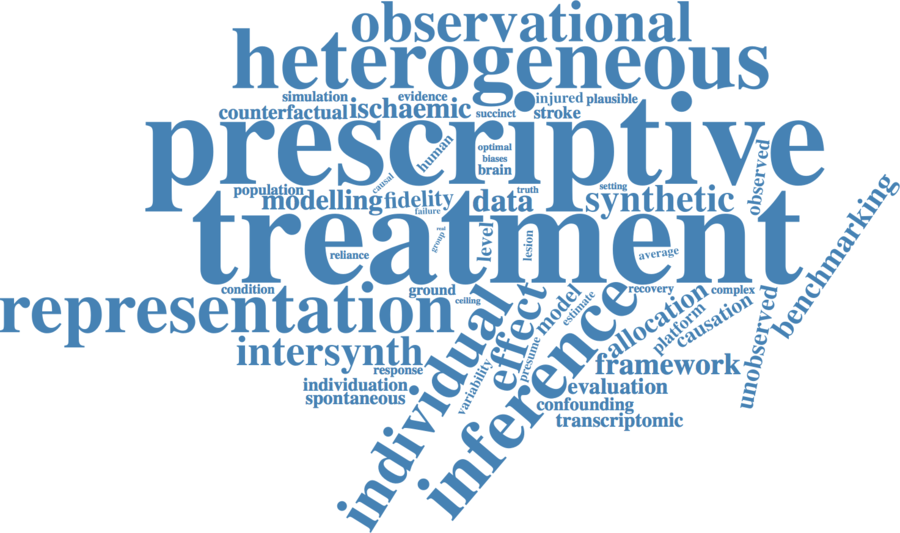 observational
heterogeneous
simulation
evidence
injured
plausible
counterfactual
ischaemic
succinct
stroke
prescriptive
human
optimal
biases
brain
causal
observed
population
modelling
fidelity
failure
data
truth
setting
synthetic
benchmarking
treatment
reliance
group
level
lesion
average
condition
ground
ceiling
recovery
complex
representation
individual
effect
model
estimate
inference
allocation
platform
causation
unobserved
intersynth
response
variability
presume
framework
individuation
spontaneous
evaluation
confounding
transcriptomic